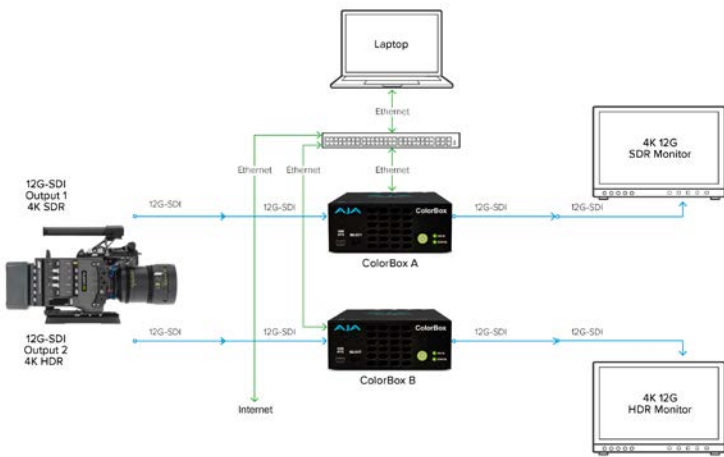 Laptop
Ethernet
4K 12G
SDR Monitor
Ethernet
Ethernet
Ethernet
12G-SDI
Output 1
4K SDR
12G-SDI
12G-SDI
AJA
ColorBox
12G-SDI
12G-SDI
ColorBox A
12G-SDI
Output 2
4K HDR
12G-SDI
12G-SDI
AJA
ColorBox
12G-SDI
12G-SDI
ColorBox B
Internet
4K 12G
HDR Monitor